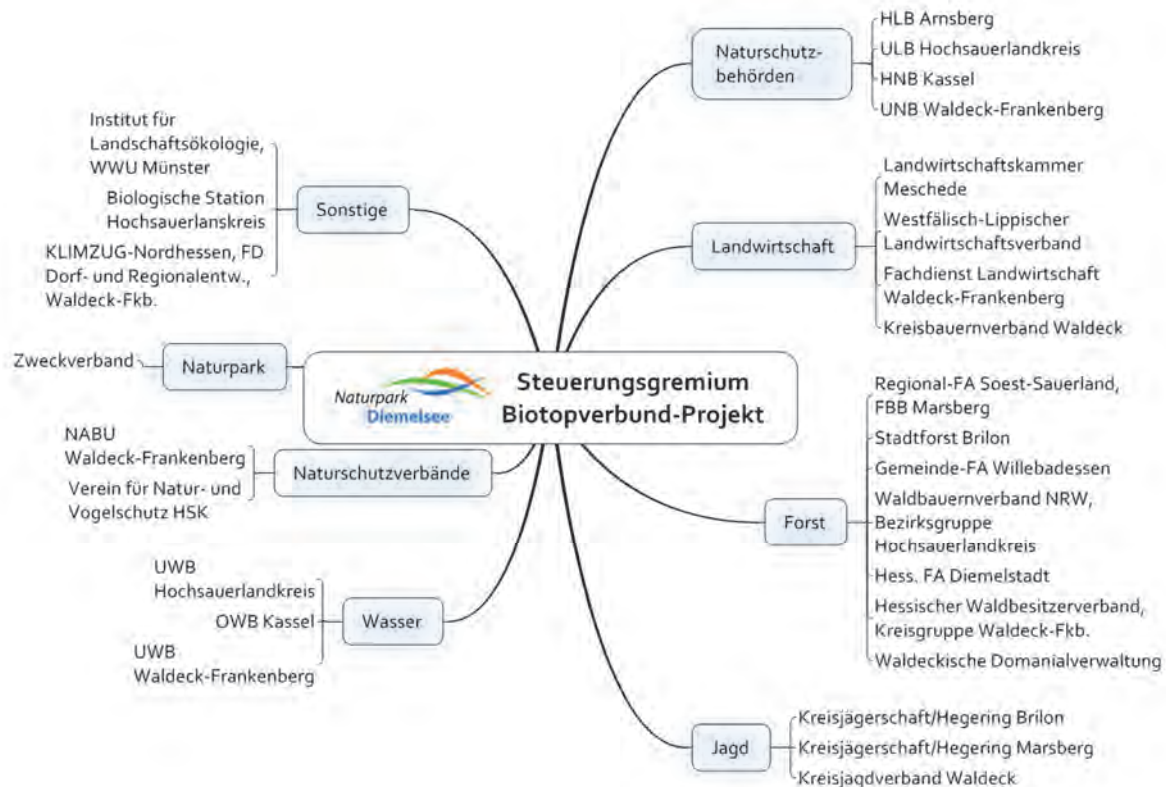 Naturschutz-
behörden
HLB Arnsberg
ULB Hochsauerlandkreis
HNB Kassel
UNB Waldeck-Frankenberg
Institut für
Landschaftsökologie,
WWU Münster
Biologische Station
Hochsauerlanskreis
KLIMZUG-Nordhessen, FD
Dorf- und Regionalentw.,
Waldeck-Fkb.
Sonstige
Landwirtschaft
Landwirtschaftskammer
Meschede
Westfälisch-Lippischer
Landwirtschaftsverband
Fachdienst Landwirtschaft
Waldeck-Frankenberg
Kreisbauernverband Waldeck
Zweckverband
Naturpark
Naturpark
Diemelsee
Steuerungsgremium
Biotopverbund-Projekt
NABU
Waldeck-Frankenberg
Verein für Natur- und
Vogelschutz HSK
Naturschutzverbände
Forst
Regional-FA Soest-Sauerland,
FBB Marsberg
Stadtforst Brilon
Gemeinde-FA Willebadessen
Waldbauernverband NRW,
Bezirksgruppe
Hochsauerlandkreis
Hess. FA Diemelstadt
Hessischer Waldbesitzerverband,
Kreisgruppe Waldeck-Fkb.
Waldeckische Domanialverwaltung
UWB
Hochsauerlandkreis
OWB Kassel
UWB
Waldeck-Frankenberg
Wasser
Jagd
Kreisjägerschaft/Hegering Brilon
Kreisjägerschaft/Hegering Marsberg
Kreisjagdverband Waldeck